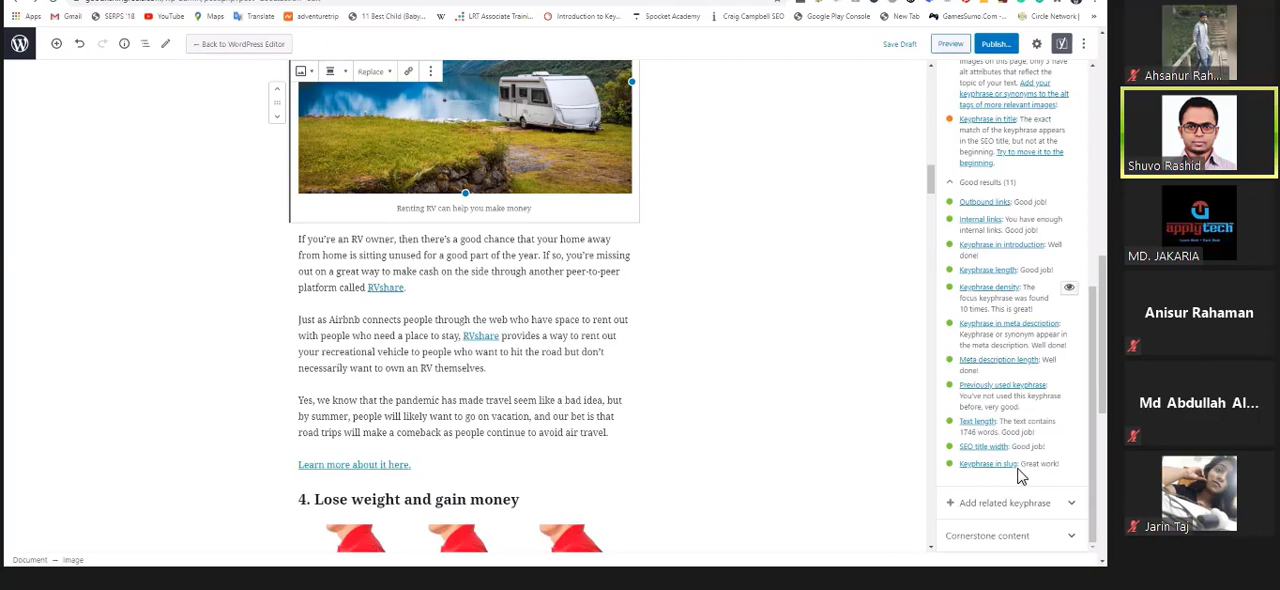 Apps
Gmail
SERPS '18
YouTube
Maps
Translate
adventuretrip
11 Best Child (Baby...
LRT Associate Traini...
Introduction to Key...
Spocket Academy
Craig Campbell SEO
Google Play Console
New Tab
GamesSumo.com -...
Circle Network |
»
← Back to WordPress Editor
Save Draft
Preview
Publish...
Replace
Renting RV can help you make money
If you're an RV owner, then there's a good chance that your home away
from home is sitting unused for a good part of the year. If so, you're missing
out on a great way to make cash on the side through another peer-to-peer
platform called RVshare.
Just as Airbnb connects people through the web who have space to rent out
with people who need a place to stay, RVshare provides a way to rent out
your recreational vehicle to people who want to hit the road but don't
necessarily want to own an RV themselves.
Yes, we know that the pandemic has made travel seem like a bad idea, but
by summer, people will likely want to go on vacation, and our bet is that
road trips will make a comeback as people continue to avoid air travel.
Learn more about it here.
4. Lose weight and gain money
Document → Image
images on this page, only 3 have
alt attributes that reflect the
topic of your text. Add your
keyphrase or synonyms to the alt
tags of more relevant images!
Keyphrase in title: The exact
match of the keyphrase appears
in the SEO title, but not at the
beginning. Try to move it to the
beginning.
Good results (11)
Outbound links: Good job!
Internal links: You have enough
internal links. Good job!
Keyphrase in introduction: Well
done!
Keyphrase length: Good job!
Keyphrase density: The
focus keyphrase was found
10 times. This is great!
Keyphrase in meta description:
Keyphrase or synonym appear in
the meta description. Well done!
Meta description length: Well
done!
Previously used keyphrase:
You've not used this keyphrase
before, very good.
Text length: The text contains
1746 words. Good job!
SEO title width: Good job!
Keyphrase in slug: Great work!
Add related keyphrase
Cornerstone content
Ahsanur Rah...
Shuvo Rashid
applytech
MD. JAKARIA
Anisur Rahaman
Md Abdullah Al...
Jarin Taj